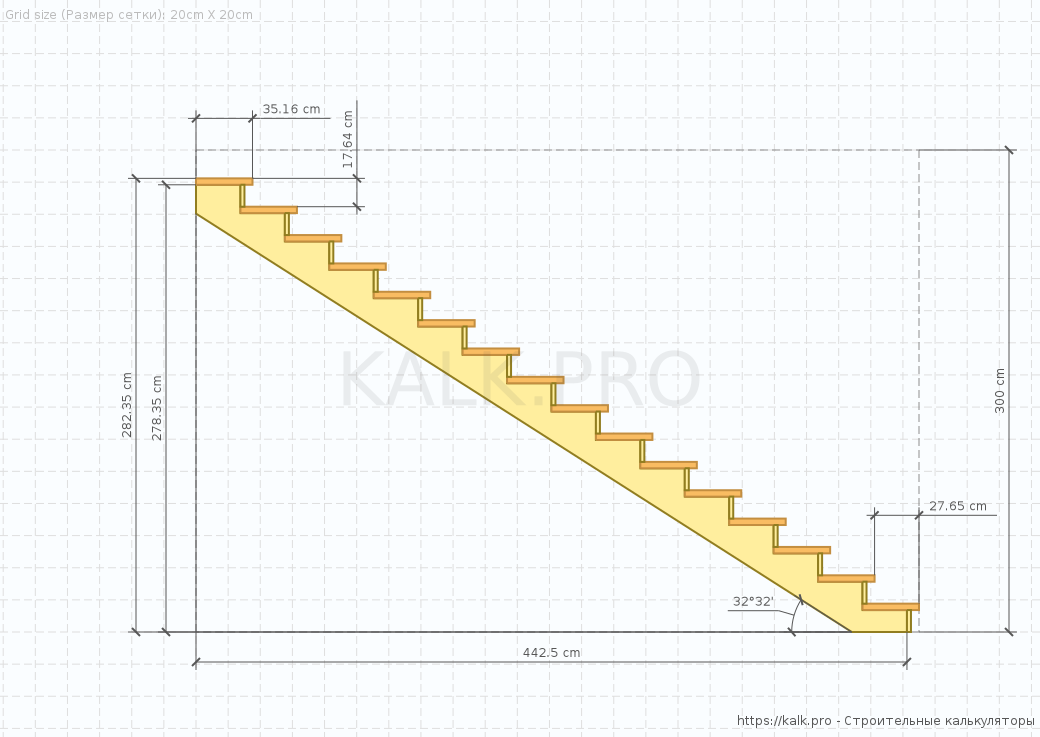 Grid size (Размер сетки): 20cm X 20cm
35.16 cm
17.64 cm
282.35 cm
278.35 cm
KALK.PRO
300 cm
27.65 cm
32°32'
442.5 cm
https://kalk.pro - Строительные калькуляторы